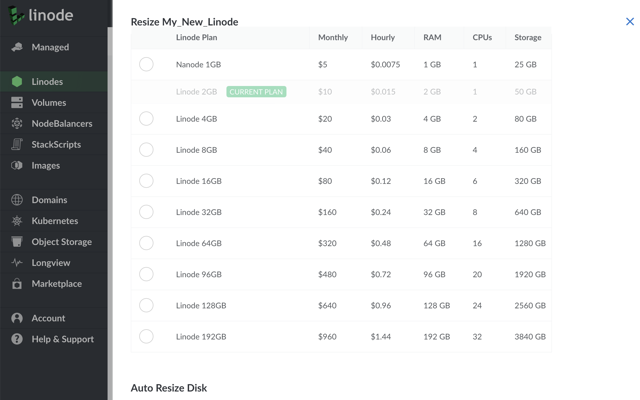 linode
Managed
Linodes
Volumes
NodeBalancers
StackScripts
Images
Domains
Kubernetes
Object Storage
Longview
Marketplace
Account
Help & Support
Resize My_New_Linode
Linode Plan Monthly Hourly RAM CPUs Storage
Nanode 1GB $5 $0.0075 1 GB 1 25 GB
Linode 2GB CURRENT PLAN $10 $0.015 2 GB 1 50 GB
Linode 4GB $20 $0.03 4 GB 2 80 GB
Linode 8GB $40 $0.06 8 GB 4 160 GB
Linode 16GB $80 $0.12 16 GB 6 320 GB
Linode 32GB $160 $0.24 32 GB 8 640 GB
Linode 64GB $320 $0.48 64 GB 16 1280 GB
Linode 96GB $480 $0.72 96 GB 20 1920 GB
Linode 128GB $640 $0.96 128 GB 24 2560 GB
Linode 192GB $960 $1.44 192 GB 32 3840 GB
Auto Resize Disk